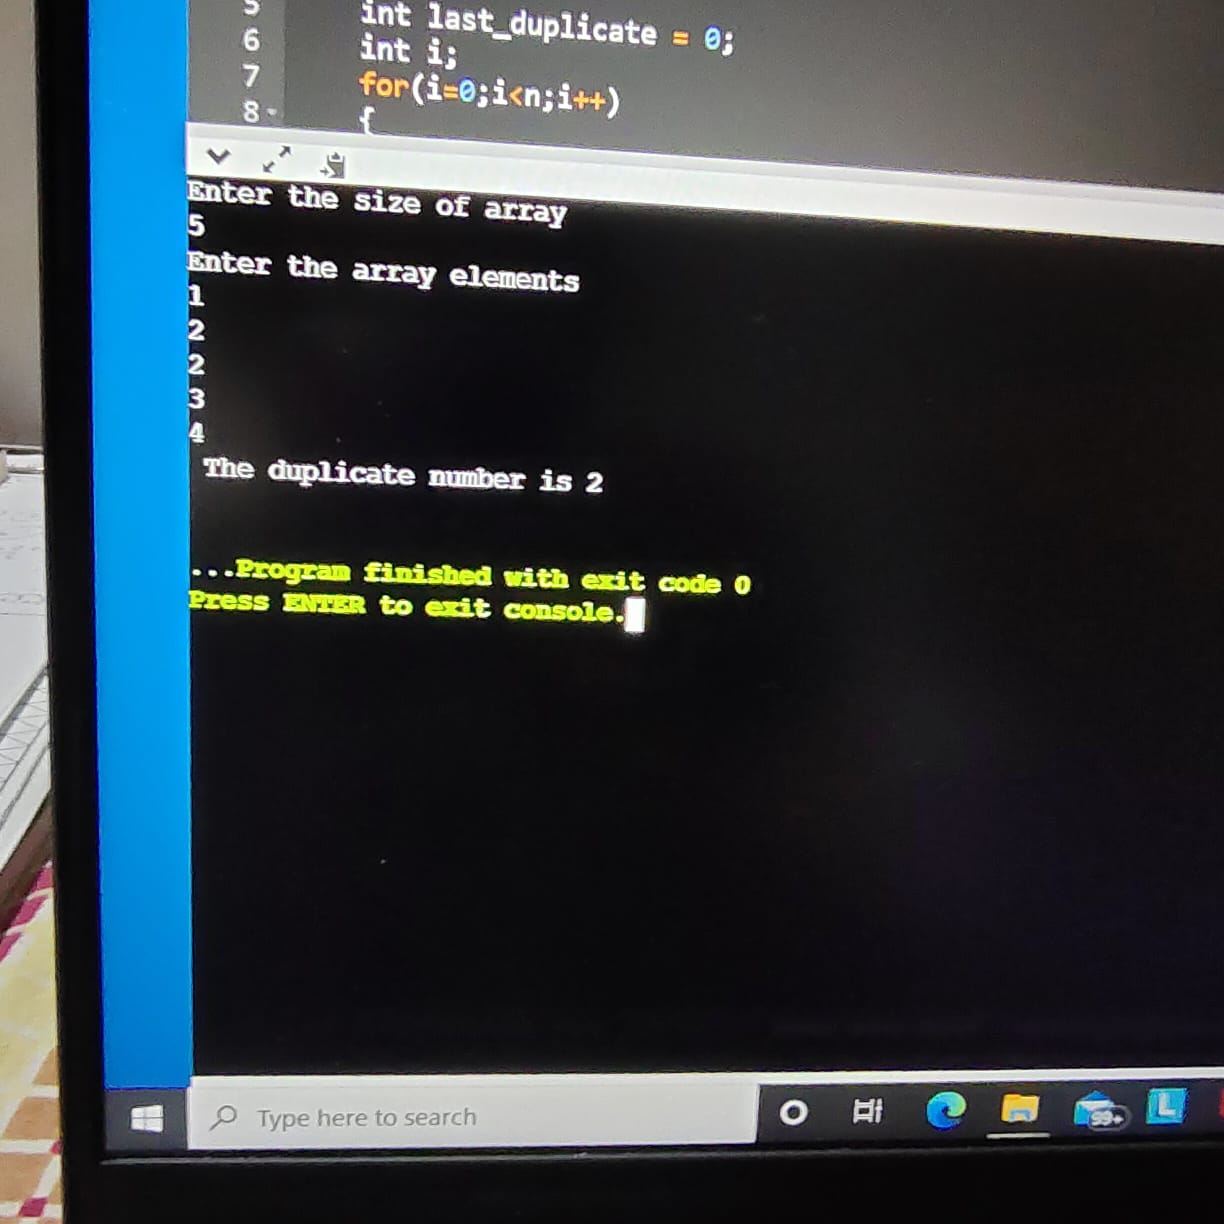 5
6
7
8
int last_duplicate = 0;
int i;
for(i=0;i<n;i++)
{
Enter the size of array
5
Enter the array elements
1
2
2
3
4
The duplicate number is 2
...Program finished with exit code 0
Press ENTER to exit console.
Type here to search
99+
L